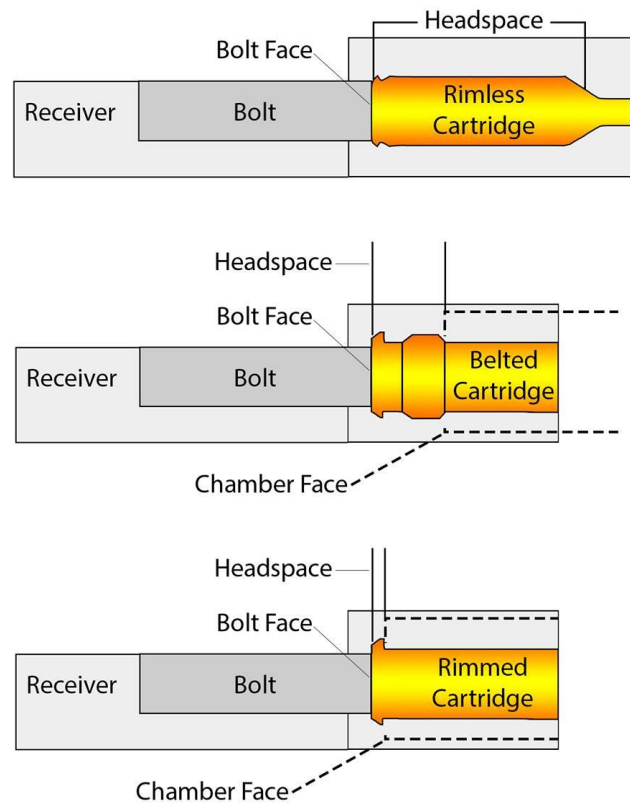 Headspace
Bolt Face
Receiver
Bolt
Rimless
Cartridge
Headspace
Bolt Face
Receiver
Bolt
Belted
Cartridge
Chamber Face
Headspace
Bolt Face
Receiver
Bolt
Rimmed
Cartridge
Chamber Face